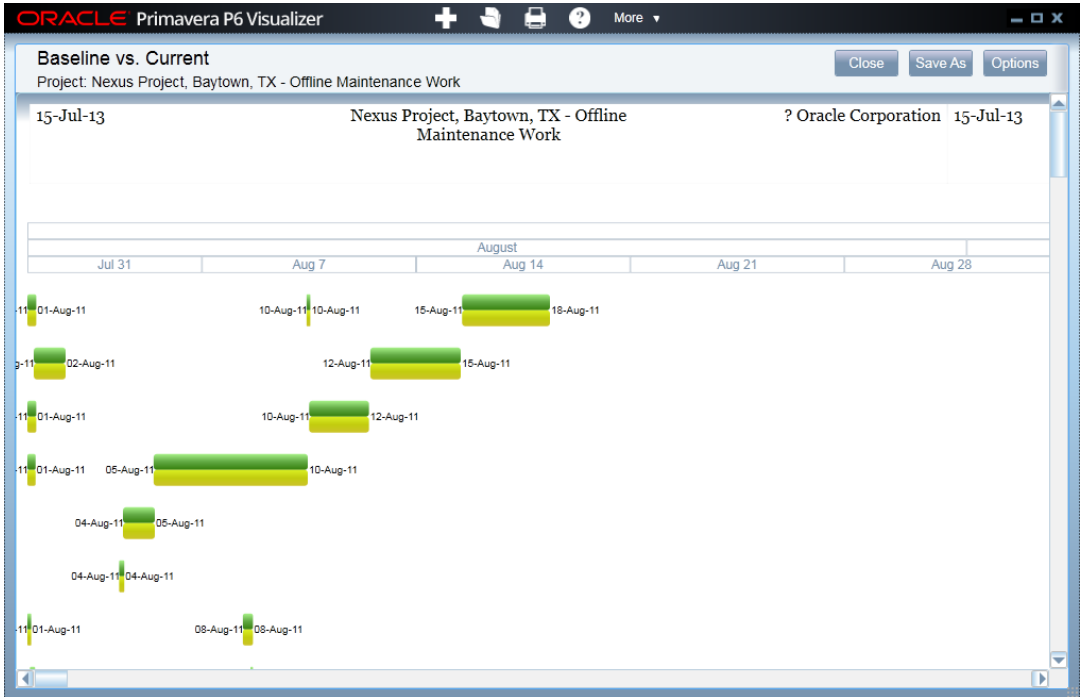 ORACLE Primavera P6 Visualizer ? More
Baseline vs. Current
Close Save As Options
Project: Nexus Project, Baytown, TX - Offline Maintenance Work
15-Jul-13 Nexus Project, Baytown, TX - Offline ? Oracle Corporation 15-Jul-13
Maintenance Work
August
Jul 31 Aug 7 Aug 14 Aug 21 Aug 28
-11 01-Aug-11 10-Aug-11 10-Aug-11 15-Aug-11 18-Aug-11
g-11 02-Aug-11 12-Aug-11 15-Aug-11
-11 01-Aug-11 10-Aug-11 12-Aug-11
-11 01-Aug-11 05-Aug-11 10-Aug-11
04-Aug-11 05-Aug-11
04-Aug-11 04-Aug-11
-11 01-Aug-11 08-Aug-11 08-Aug-11